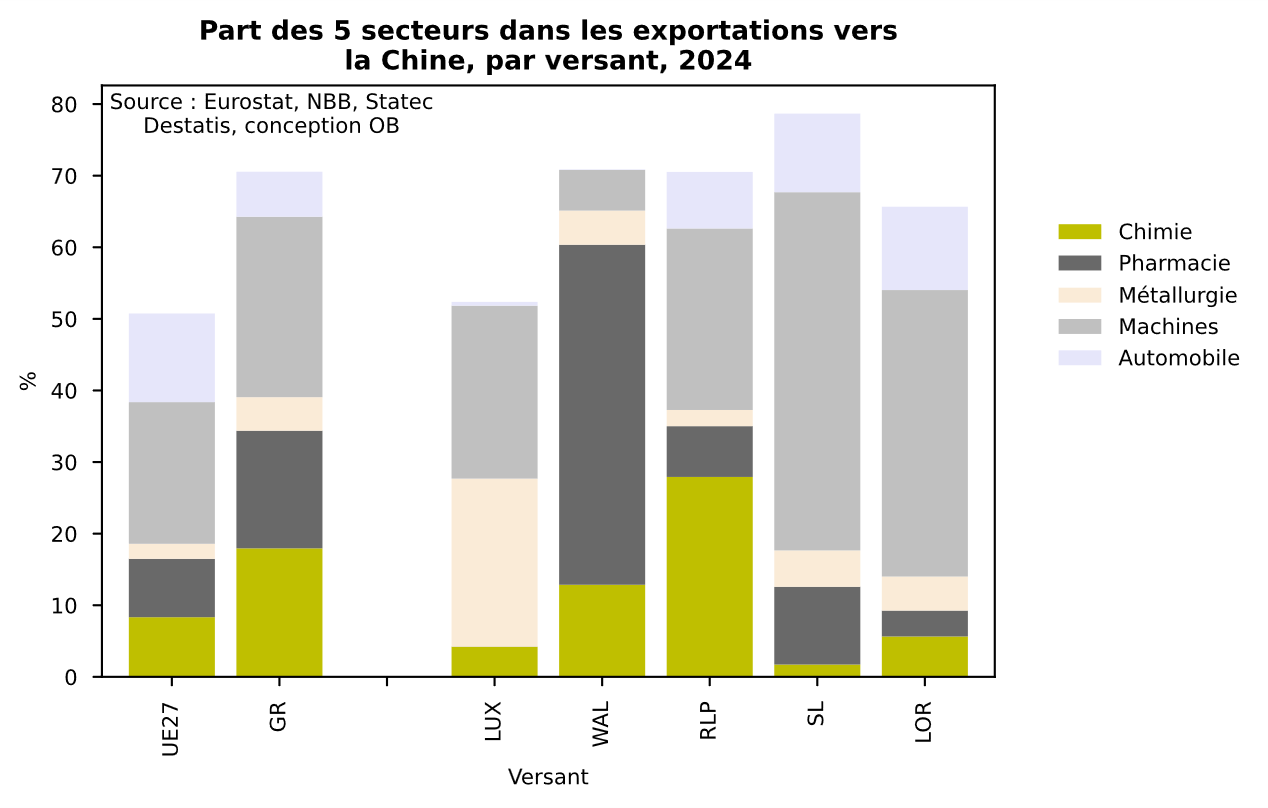 Part des 5 secteurs dans les exportations vers
la Chine, par versant, 2024
Source : Eurostat, NBB, Statec
Destatis, conception OB
80
70
60
50
40
30
20
10
0
%
Chimie
Pharmacie
Métallurgie
Machines
Automobile
UE27
GR
LUX
WAL
RLP
SL
LOR
Versant